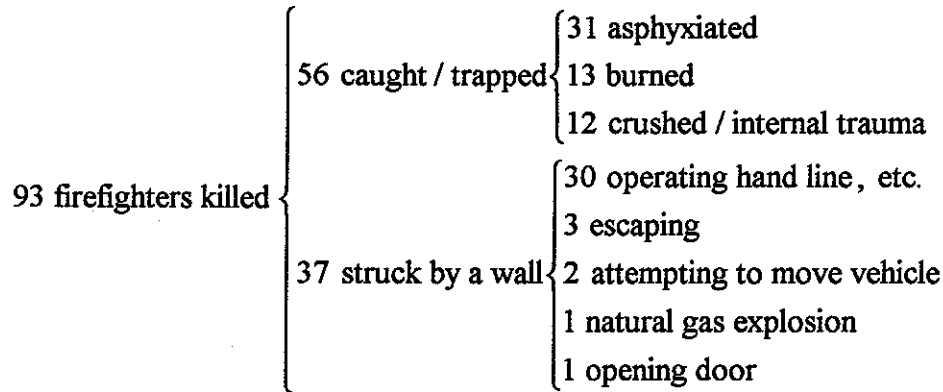 31 asphyxiated
56 caught / trapped
13 burned
12 crushed / internal trauma
93 firefighters killed
30 operating hand line, etc.
3 escaping
37 struck by a wall
2 attempting to move vehicle
1 natural gas explosion
1 opening door